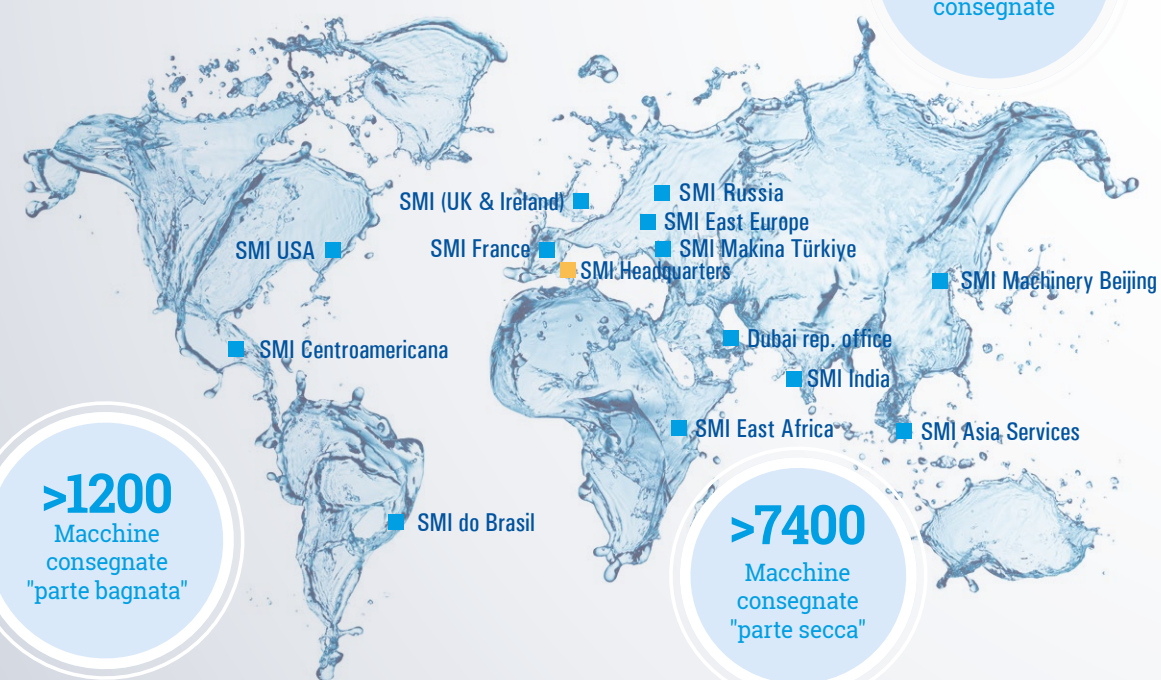 consegnate
SMI (UK & Ireland)
SMI Russia
SMI East Europe
SMI USA
SMI France
SMI Makina Türkiye
SMI Headquarters
SMI Machinery Beijing
Dubai rep. office
SMI Centroamericana
SMI India
SMI East Africa
SMI Asia Services
>1200
Macchine
consegnate
"parte bagnata"
SMI do Brasil
>7400
Macchine
consegnate
"parte secca"